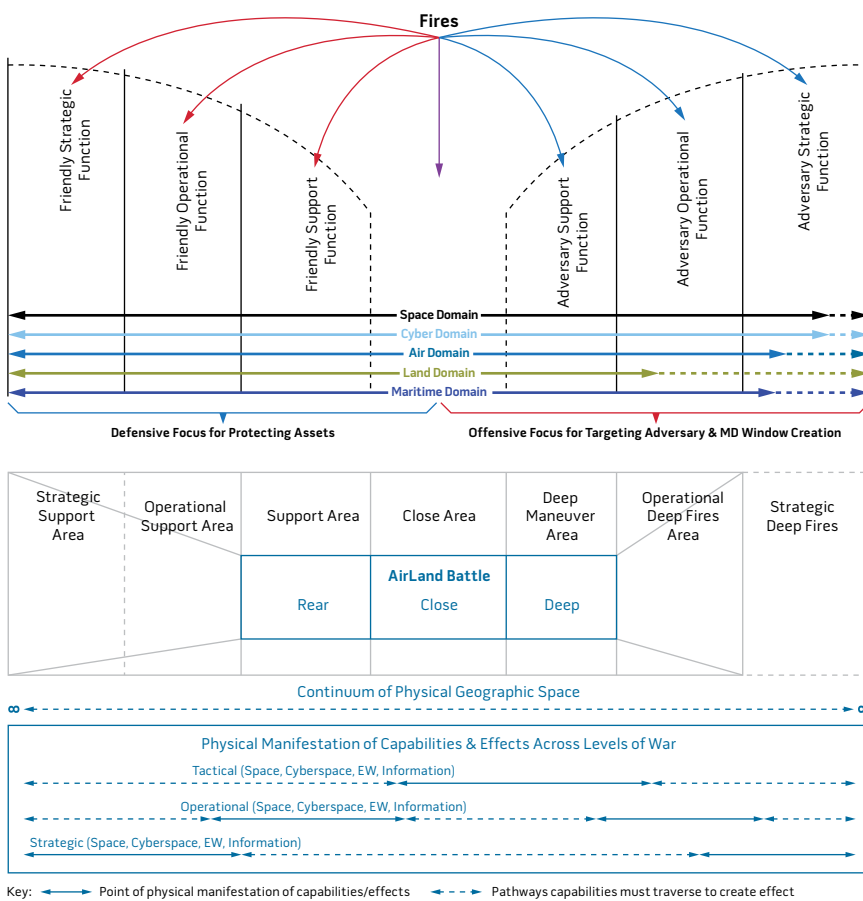 Fires
Friendly Strategic
Function
Friendly Operational
Function
Friendly Support
Function
Adversary Support
Function
Adversary Operational
Function
Adversary Strategic
Function
Space Domain
Cyber Domain
Air Domain
Land Domain
Maritime Domain
Defensive Focus for Protecting Assets
Offensive Focus for Targeting Adversary & MD Window Creation
Strategic
Support
Area
Operational
Support Area
Support Area
Close Area
Deep
Maneuver
Area
Operational
Deep Fires
Area
Strategic
Deep Fires
AirLand Battle
Rear
Close
Deep
Continuum of Physical Geographic Space
∞
∞
Physical Manifestation of Capabilities & Effects Across Levels of War
Tactical (Space, Cyberspace, EW, Information)
Operational (Space, Cyberspace, EW, Information)
Strategic (Space, Cyberspace, EW, Information)
Key: Point of physical manifestation of capabilities/effects Pathways capabilities must traverse to create effect